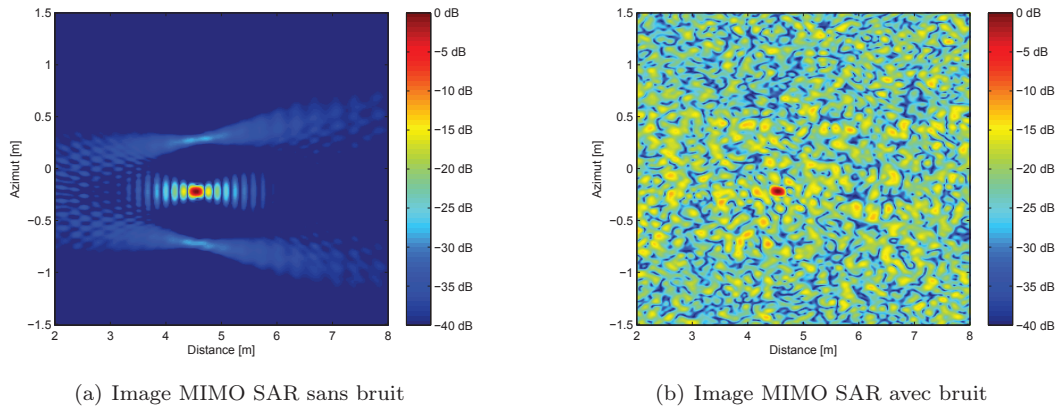 1.5
1
0.5
0
−0.5
−1
−1.5
Azimut [m]
2 3 4 5 6 7 8
Distance [m]
0 dB
−5 dB
−10 dB
−15 dB
−20 dB
−25 dB
−30 dB
−35 dB
−40 dB
(a) Image MIMO SAR sans bruit
1.5
1
0.5
0
−0.5
−1
−1.5
Azimut [m]
2 3 4 5 6 7 8
Distance [m]
0 dB
−5 dB
−10 dB
−15 dB
−20 dB
−25 dB
−30 dB
−35 dB
−40 dB
(b) Image MIMO SAR avec bruit